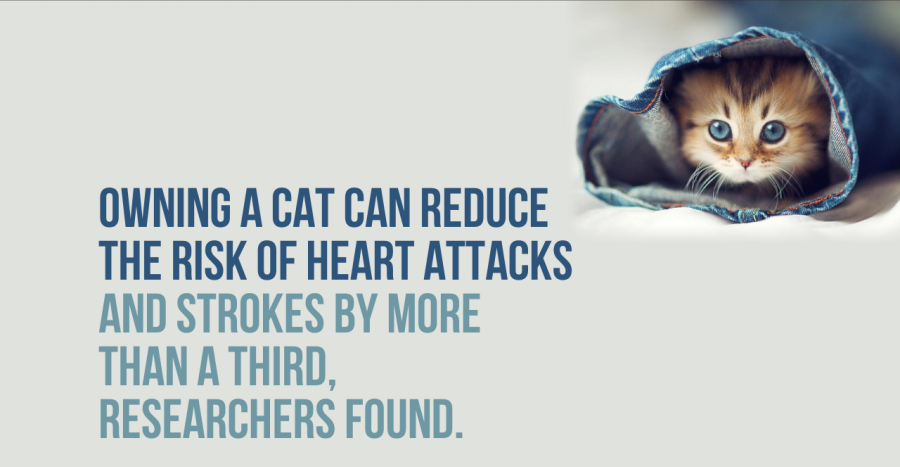 OWNING A CAT CAN REDUCE
THE RISK OF HEART ATTACKS
AND STROKES BY MORE
THAN A THIRD,
RESEARCHERS FOUND.